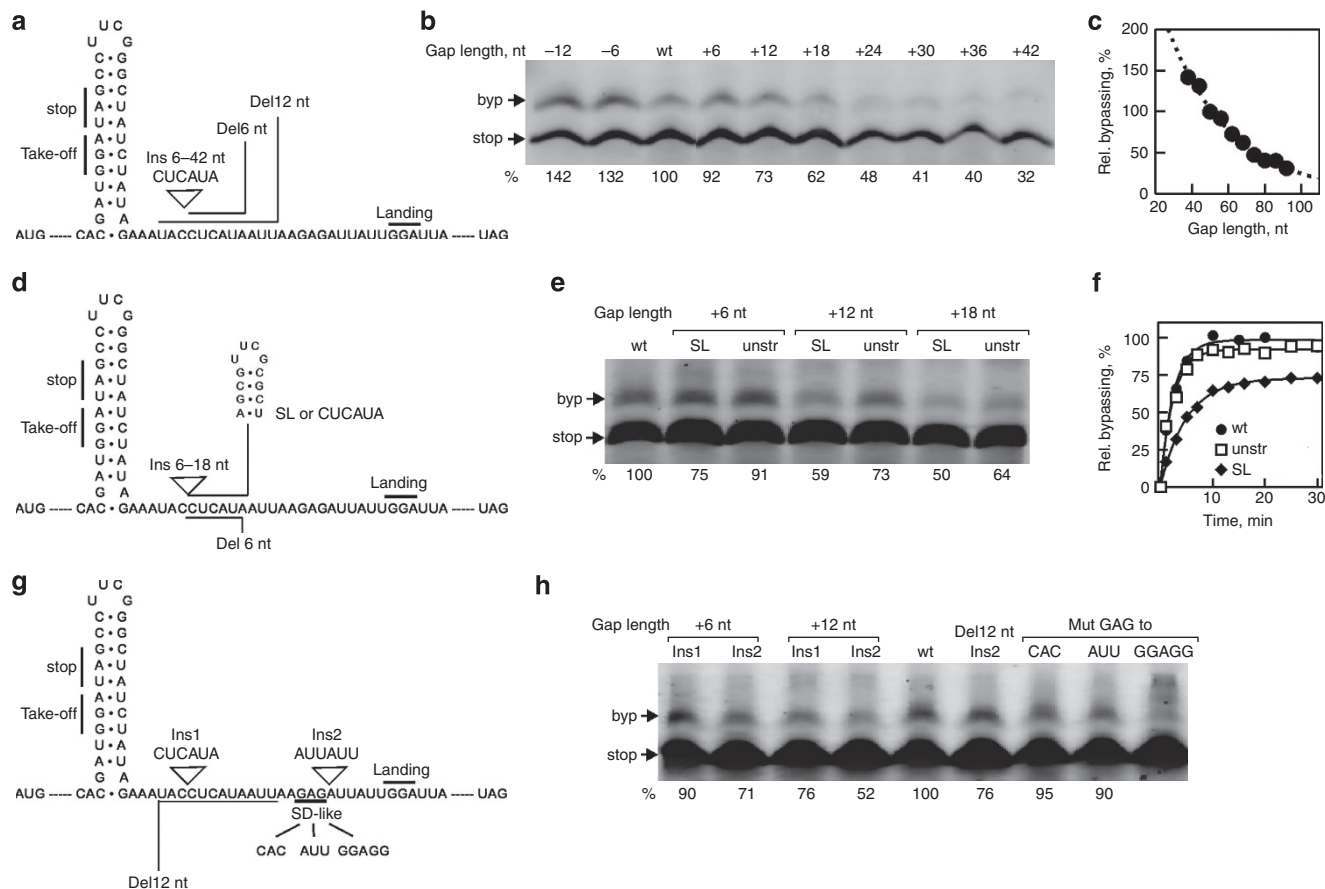 a
U C
U G
C • G
C • G
G • C
A • U
U • A
A • U
G • C
G • U
U • A
A • U
G A
stop
Take-off
Ins 6–42 nt
CUCAUA
Del6 nt
Del12 nt
Landing
AUG ----- CAC • GAAAUACCUCAUAAUUAAGAGAUUAUUGGAUUA ----- UAG
b
Gap length, nt –12 –6 wt +6 +12 +18 +24 +30 +36 +42
byp
stop
% 142 132 100 92 73 62 48 41 40 32
c
Rel. bypassing, %
200
150
100
50
0
20 40 60 80 100
Gap length, nt
d
U C
U G
C • G
C • G
G • C
A • U
U • A
A • U
G • C
G • U
U • A
A • U
G A
stop
Take-off
Ins 6–18 nt
U C
U G
C • G
G • C
A • U
SL or CUCAUA
Landing
AUG ----- CAC • GAAAUACCUCAUAAUUAAGAGAUUAUUGGAUUA ----- UAG
Del 6 nt
e
Gap length +6 nt +12 nt +18 nt
wt SL unstr SL unstr SL unstr
byp
stop
% 100 75 91 59 73 50 64
f
Rel. bypassing, %
100
75
50
25
0
wt
unstr
SL
10 20 30
Time, min
g
U C
U G
C • G
C • G
G • C
A • U
U • A
A • U
G • C
G • U
U • A
A • U
G A
stop
Take-off
Ins1
CUCAUA
Ins2
AUUAUU
Landing
AUG ----- CAC • GAAAUACCUCAUAAUUAAGAGAUUAUUGGAUUA ----- UAG
SD-like
CAC AUU GGAGG
Del12 nt
h
Gap length +6 nt +12 nt Del12 nt Mut GAG to
Ins1 Ins2 Ins1 Ins2 wt Ins2 CAC AUU GGAGG
byp
stop
% 90 71 76 52 100 76 95 90